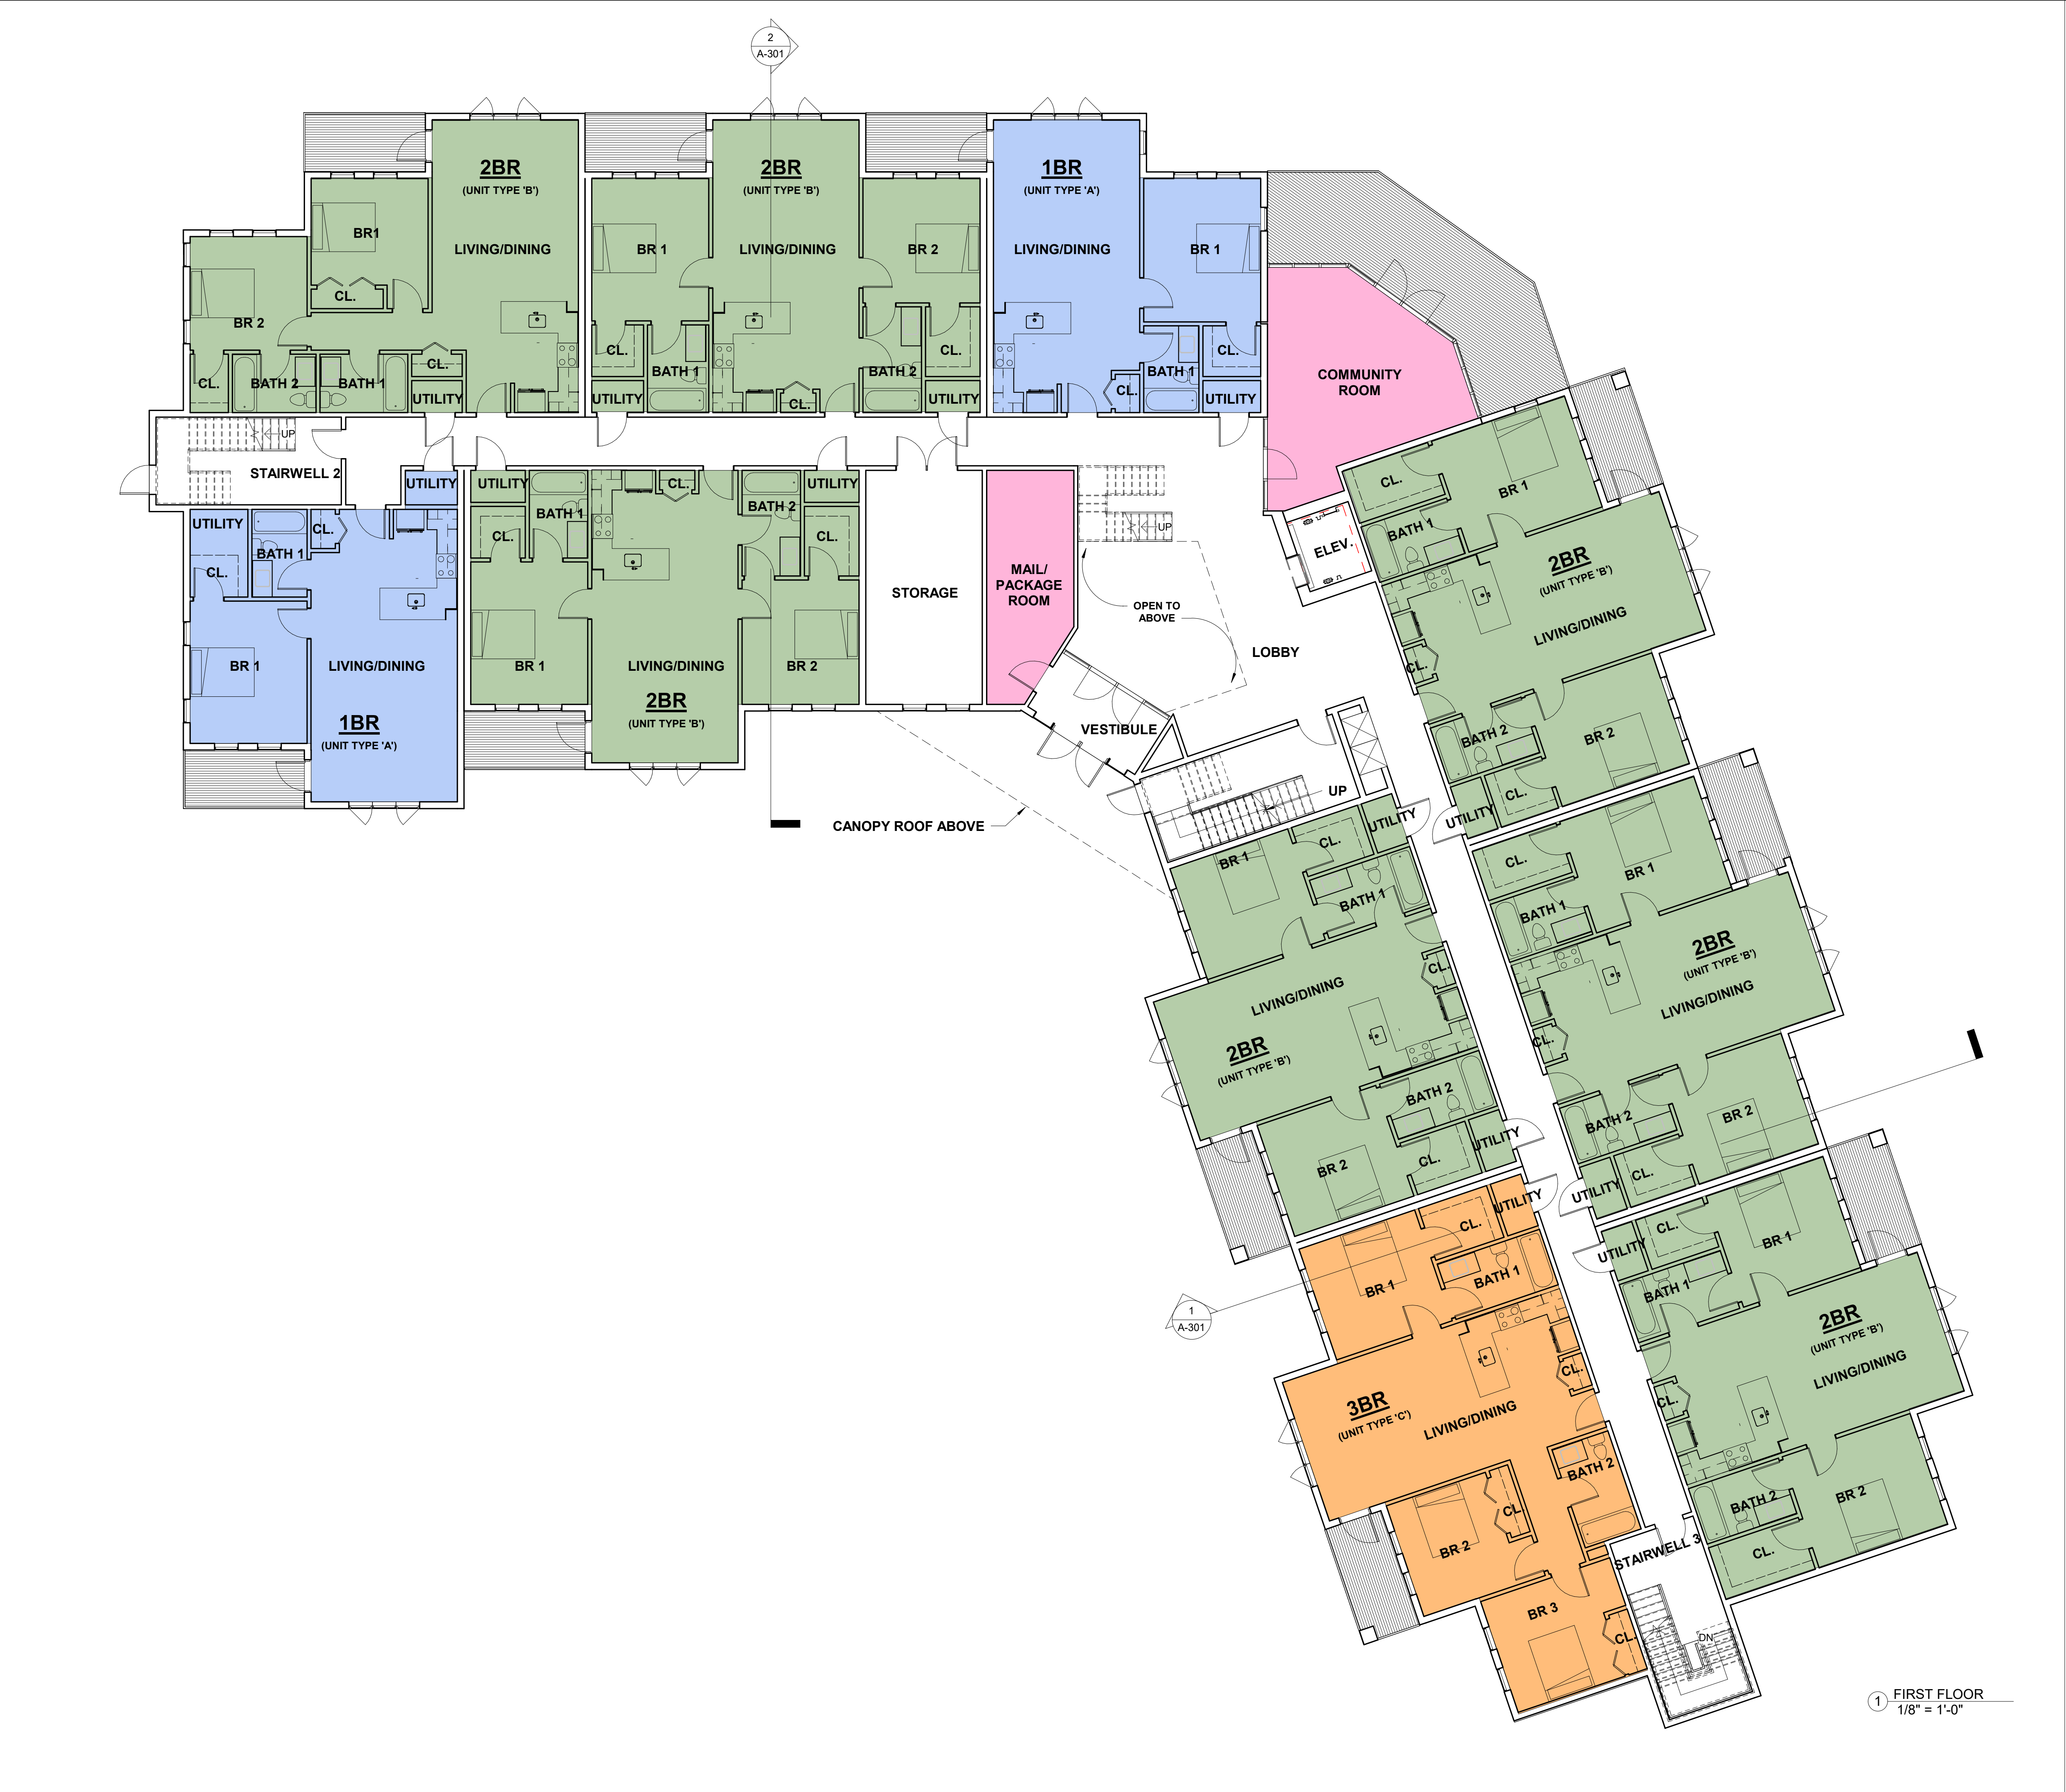 2
A-301
2BR
(UNIT TYPE 'B')
2BR
(UNIT TYPE 'B')
1BR
(UNIT TYPE 'A')
BR1
LIVING/DINING
BR 1
LIVING/DINING
BR 2
LIVING/DINING
BR 1
CL.
BR 2
CL.
BATH 2
BATH 1
CL.
UTILITY
CL.
BATH 1
UTILITY
CL.
BATH 2
CL.
UTILITY
CL.
BATH 1
CL.
UTILITY
COMMUNITY
ROOM
UP
STAIRWELL 2
UTILITY
UTILITY
CL.
BATH 1
CL.
BR 1
LIVING/DINING
1BR
(UNIT TYPE 'A')
UTILITY
BATH 1
CL.
CL.
BATH 2
UTILITY
CL.
BR 1
LIVING/DINING
BR 2
2BR
(UNIT TYPE 'B')
STORAGE
MAIL/
PACKAGE
ROOM
UP
OPEN TO
ABOVE
LOBBY
ELEV.
VESTIBULE
UP
CANOPY ROOF ABOVE
CL.
BR 1
BATH 1
2BR
(UNIT TYPE 'B')
LIVING/DINING
CL.
BATH 2
BR 2
CL.
UTILITY
UTILITY
CL.
BR 1
BATH 1
CL.
LIVING/DINING
2BR
(UNIT TYPE 'B')
BATH 2
BR 2
CL.
UTILITY
CL.
BR 1
BATH 1
2BR
(UNIT TYPE 'B')
LIVING/DINING
CL.
BATH 2
BR 2
CL.
UTILITY
UTILITY
CL.
BR 1
BATH 1
1
A-301
3BR
(UNIT TYPE 'C')
LIVING/DINING
CL.
BATH 2
CL.
BR 2
BR 3
CL.
UTILITY
CL.
BR 1
BATH 1
2BR
(UNIT TYPE 'B')
LIVING/DINING
CL.
BATH 2
BR 2
CL.
STAIRWELL 3
DN
1
FIRST FLOOR
1/8" = 1'-0"